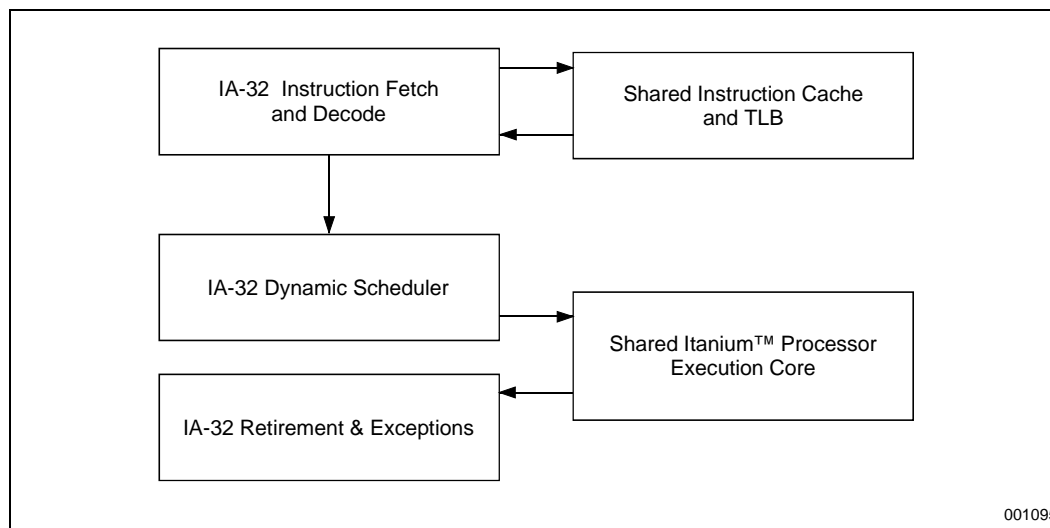 IA-32 Instruction Fetch
and Decode
Shared Instruction Cache
and TLB
IA-32 Dynamic Scheduler
Shared Itanium™ Processor
Execution Core
IA-32 Retirement & Exceptions